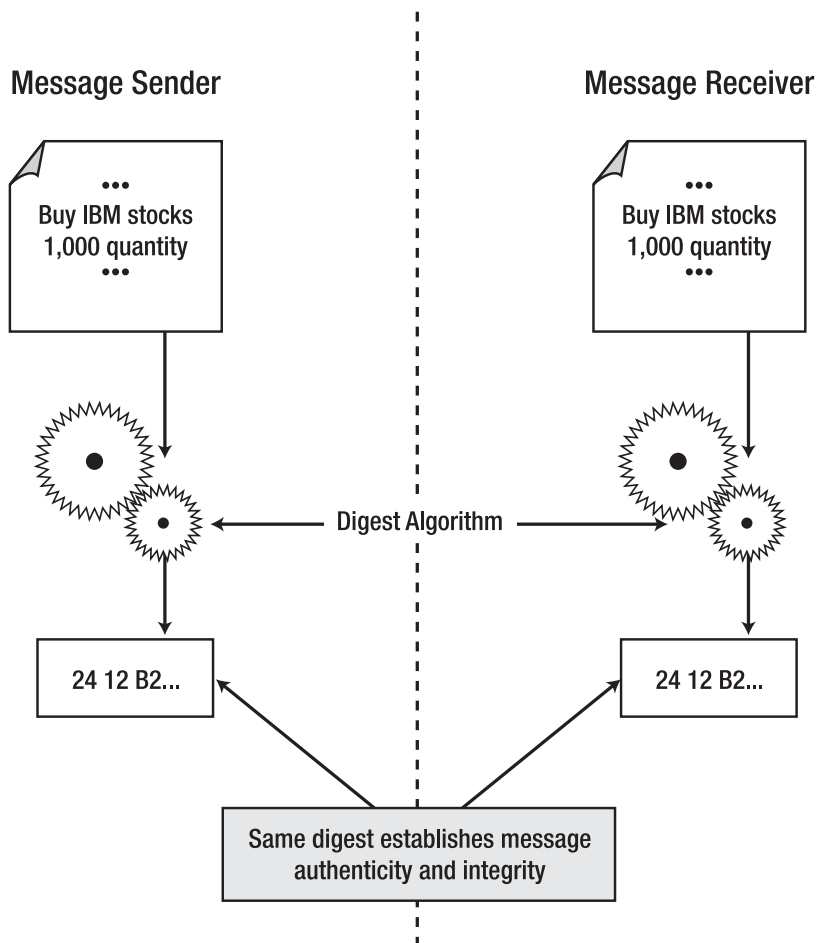 Message Sender
Message Receiver
•••
Buy IBM stocks
1,000 quantity
•••
•••
Buy IBM stocks
1,000 quantity
•••
Digest Algorithm
24 12 B2...
24 12 B2...
Same digest establishes message
authenticity and integrity